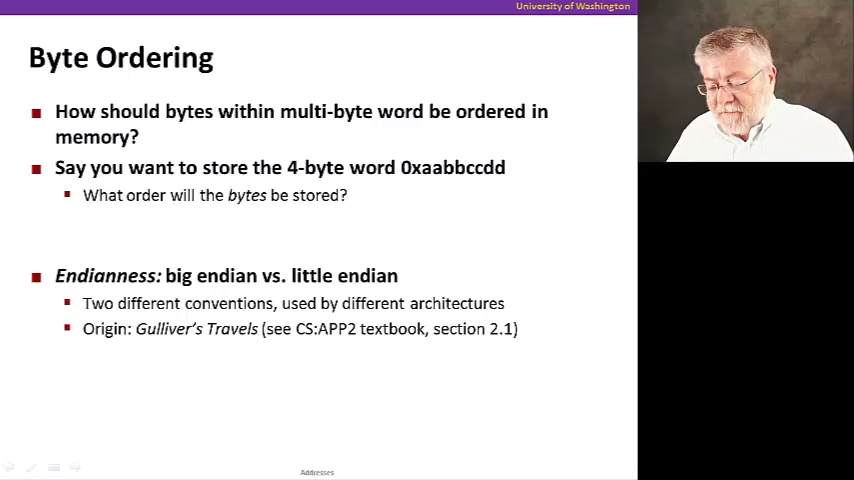 University of Washington
Byte Ordering
How should bytes within multi-byte word be ordered in
memory?
Say you want to store the 4-byte word 0xaabbccdd
What order will the bytes be stored?
Endianness: big endian vs. little endian
Two different conventions, used by different architectures
Origin: Gulliver's Travels (see CS:APP2 textbook, section 2.1)
Addresses